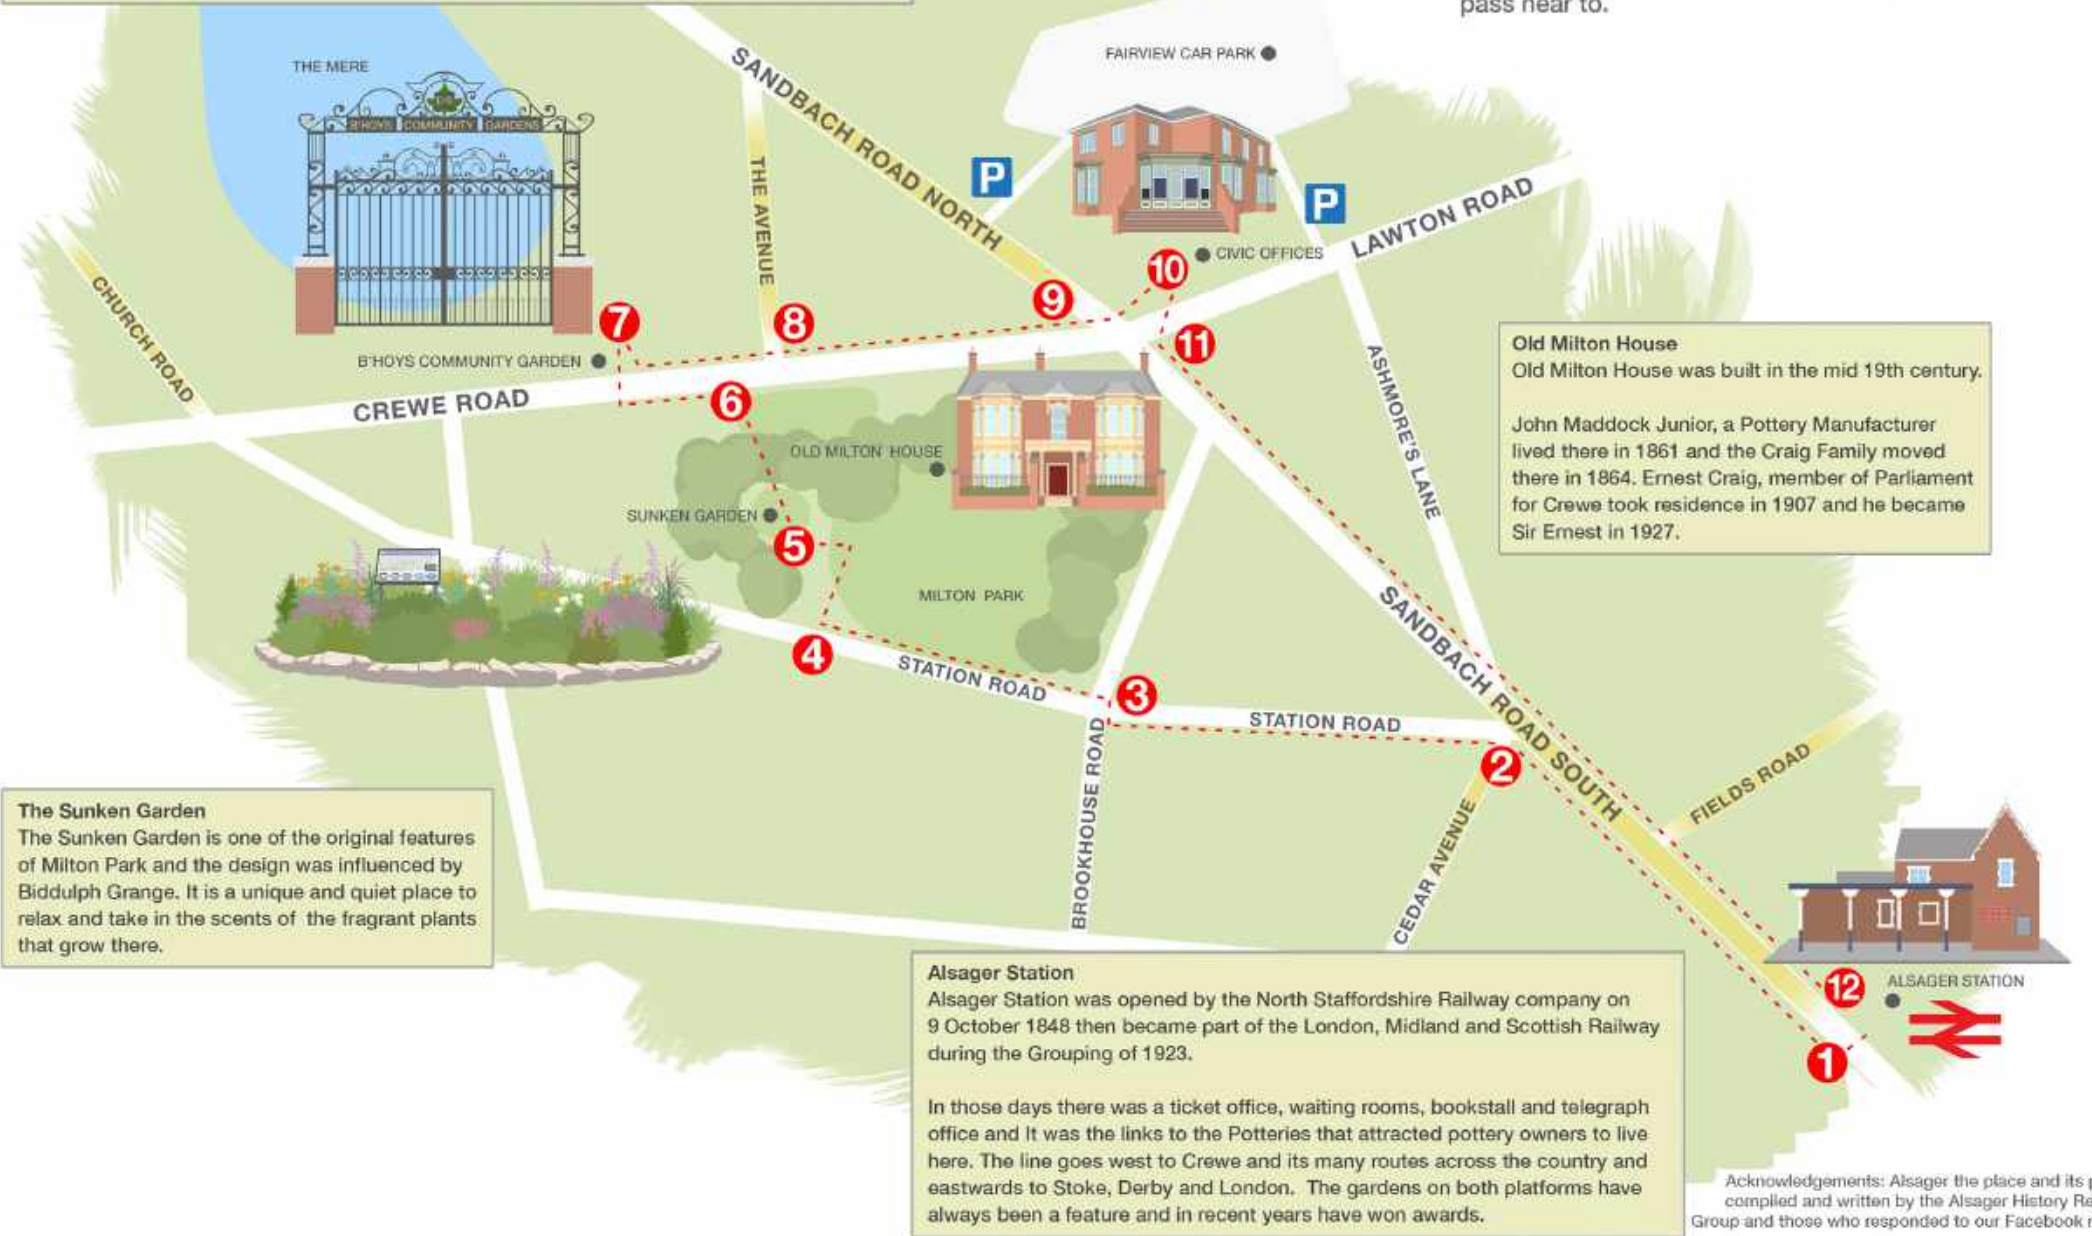 pass near to.
THE MERE
B'HOYS COMMUNITY GARDENS
FAIRVIEW CAR PARK
SANDBACH ROAD NORTH
THE AVENUE
P
P
LAWTON ROAD
CIVIC OFFICES
10
9
CHURCH ROAD
7
8
11
B'HOYS COMMUNITY GARDEN
CREWE ROAD
6
ASHMORE'S LANE
OLD MILTON HOUSE
SUNKEN GARDEN
5
MILTON PARK
4
STATION ROAD
3
STATION ROAD
SANDBACH ROAD SOUTH
2
BROOKHOUSE ROAD
CEDAR AVENUE
FIELDS ROAD
12
ALSAGER STATION
1
Old Milton House
Old Milton House was built in the mid 19th century.
John Maddock Junior, a Pottery Manufacturer
lived there in 1861 and the Craig Family moved
there in 1864. Ernest Craig, member of Parliament
for Crewe took residence in 1907 and he became
Sir Ernest in 1927.
The Sunken Garden
The Sunken Garden is one of the original features
of Milton Park and the design was influenced by
Biddulph Grange. It is a unique and quiet place to
relax and take in the scents of the fragrant plants
that grow there.
Alsager Station
Alsager Station was opened by the North Staffordshire Railway company on
9 October 1848 then became part of the London, Midland and Scottish Railway
during the Grouping of 1923.
In those days there was a ticket office, waiting rooms, bookstall and telegraph
office and It was the links to the Potteries that attracted pottery owners to live
here. The line goes west to Crewe and its many routes across the country and
eastwards to Stoke, Derby and London. The gardens on both platforms have
always been a feature and in recent years have won awards.
Acknowledgements: Alsager the place and its
compiled and written by the Alsager History
Group and those who responded to our Facebook